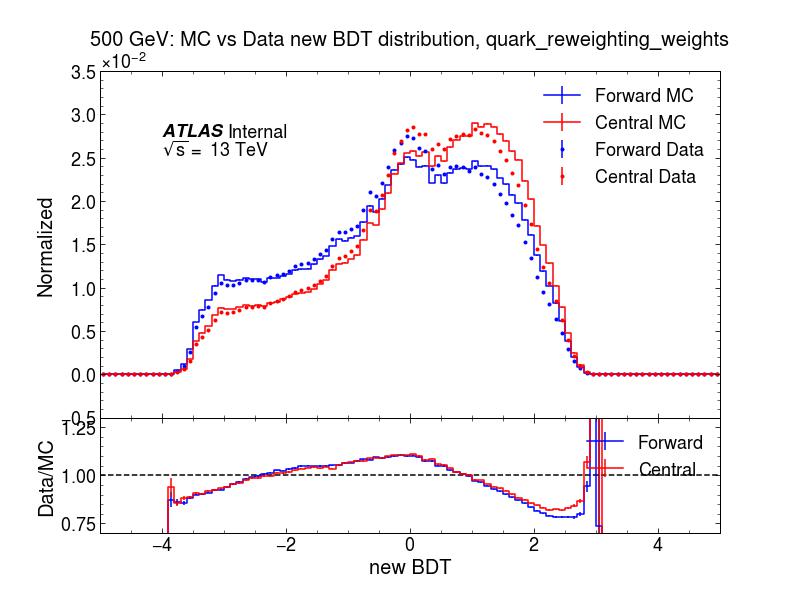 500 GeV: MC vs Data new BDT distribution, quark_reweighting_weights
×10⁻²
3.5
3.0
2.5
2.0
1.5
1.0
0.5
0.0
0.5
Normalized
ATLAS Internal
√s = 13 TeV
Forward MC
Central MC
Forward Data
Central Data
1.25
1.00
0.75
Data/MC
Forward
Central
−4 −2 0 2 4
new BDT